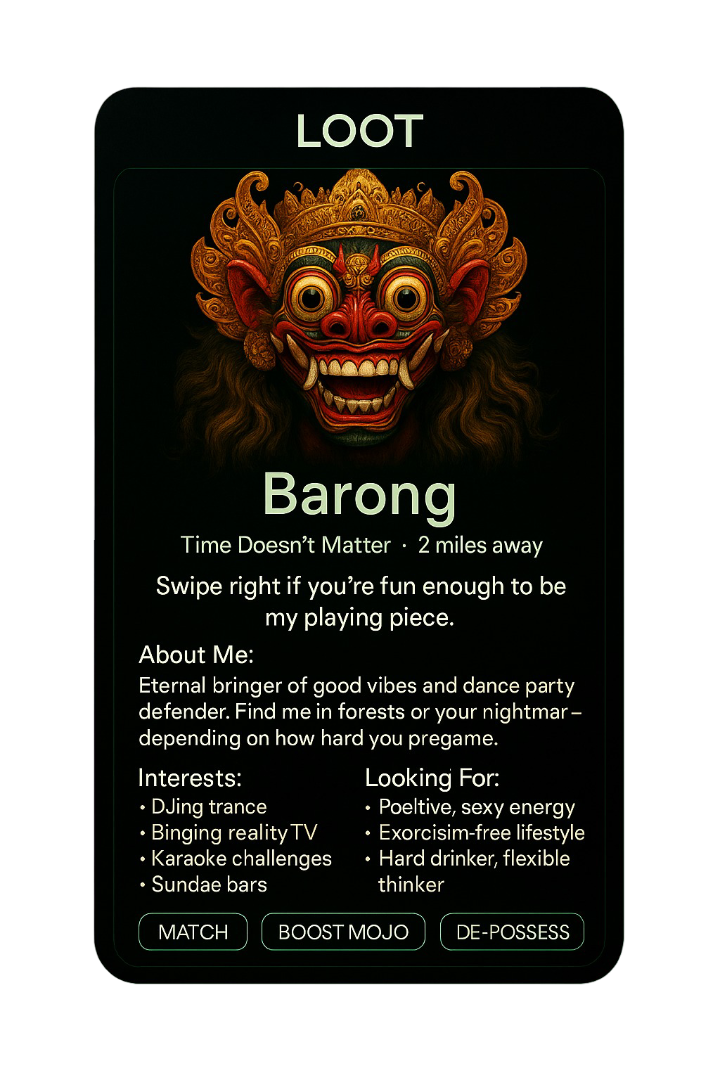 LOOT
Barong
Time Doesn't Matter · 2 miles away
Swipe right if you're fun enough to be
my playing piece.
About Me:
Eternal bringer of good vibes and dance party
defender. Find me in forests or your nightmar–
depending on how hard you pregame.
Interests:
• DJing trance
• Binging reality TV
• Karaoke challenges
• Sundae bars
Looking For:
• Poeltive, sexy energy
• Exorcisim-free lifestyle
• Hard drinker, flexible
thinker
MATCH
BOOST MOJO
DE-POSSESS